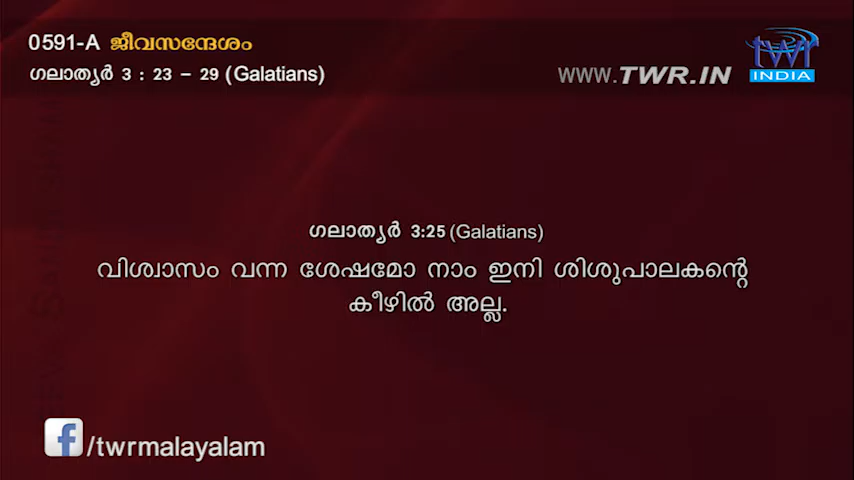 0591-A ജീവസന്ദേശം
ഗലാത്യർ 3 : 23 – 29 (Galatians)
WWW.TWR.IN
twr
INDIA
ഗലാത്യർ 3:25 (Galatians)
വിശ്വാസം വന്ന ശേഷമോ നാം ഇനി ശിശുപാലകന്റെ
കീഴിൽ അല്ല.
f/twrmalayalam